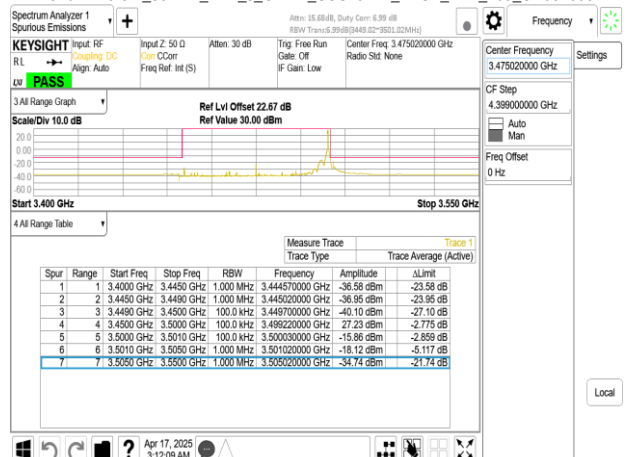 Spectrum Analyzer 1
Spurious Emissions
Attn: 15.68dB, Duty Corr: 6.99 dB
RBW Trans:6.99dB(3449.02~3501.02MHz)
Frequency
KEYSIGHT Input: RF Input Z: 50 Ω Atten: 30 dB Trig: Free Run Center Freq: 3.475020000 GHz
RL Coupling: DC Corr CCorr Gate: Off Radio Std: None
Align: Auto Freq Ref: Int (S) IF Gain: Low
LXI PASS
Center Frequency
3.475020000 GHz
Settings
CF Step
4.399000000 GHz
Auto
Man
Freq Offset
0 Hz
3 All Range Graph
Ref Lvl Offset 22.67 dB
Scale/Div 10.0 dB Ref Value 30.00 dBm
20.0
0.00
-20.0
-40.0
-60.0
Start 3.400 GHz Stop 3.550 GHz
4 All Range Table
Measure Trace Trace 1
Trace Type Trace Average (Active)
Spur Range Start Freq Stop Freq RBW Frequency Amplitude ΔLimit
1 1 3.4000 GHz 3.4450 GHz 1.000 MHz 3.444570000 GHz -36.58 dBm -23.58 dB
2 2 3.4450 GHz 3.4490 GHz 1.000 MHz 3.445020000 GHz -36.95 dBm -23.95 dB
3 3 3.4490 GHz 3.4500 GHz 100.0 kHz 3.449700000 GHz -40.10 dBm -27.10 dB
4 4 3.4500 GHz 3.5000 GHz 100.0 kHz 3.499220000 GHz 27.23 dBm -2.775 dB
5 5 3.5000 GHz 3.5010 GHz 100.0 kHz 3.500030000 GHz -15.86 dBm -2.859 dB
6 6 3.5010 GHz 3.5050 GHz 1.000 MHz 3.501020000 GHz -18.12 dBm -5.117 dB
7 7 3.5050 GHz 3.5500 GHz 1.000 MHz 3.505020000 GHz -34.74 dBm -21.74 dB
Local
Apr 17, 2025
3:12:09 AM